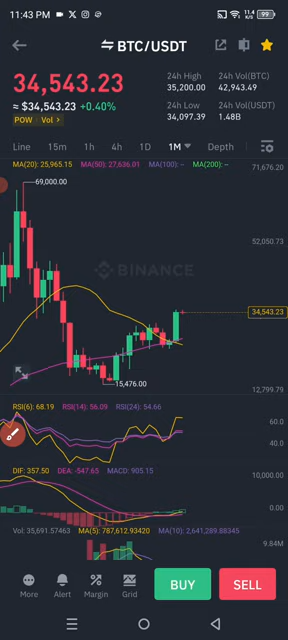 11:43 PM
11.4 K/s
99
BTC/USDT
34,543.23
≈ $34,543.23 +0.40%
POW Vol >
24h High
35,200.00
24h Vol(BTC)
42,943.49
24h Low
34,097.39
24h Vol(USDT)
1.48B
Line 15m 1h 4h 1D 1M Depth
MA(20): 25,965.15 MA(50): 27,636.01 MA(100): – MA(200): –
71,676.20
69,000.00
52,050.73
BINANCE
34,543.23
15,476.00
12,799.79
RSI(6): 68.19 RSI(14): 56.09 RSI(24): 54.66
60.0
40.0
DIF: 357.50 DEA: -547.65 MACD: 905.15
10,000.00
0.00
Vol: 35,691.57463 MA(5): 787,612.93420 MA(10): 2,641,289.88345
9.84M
More Alert Margin Grid BUY SELL